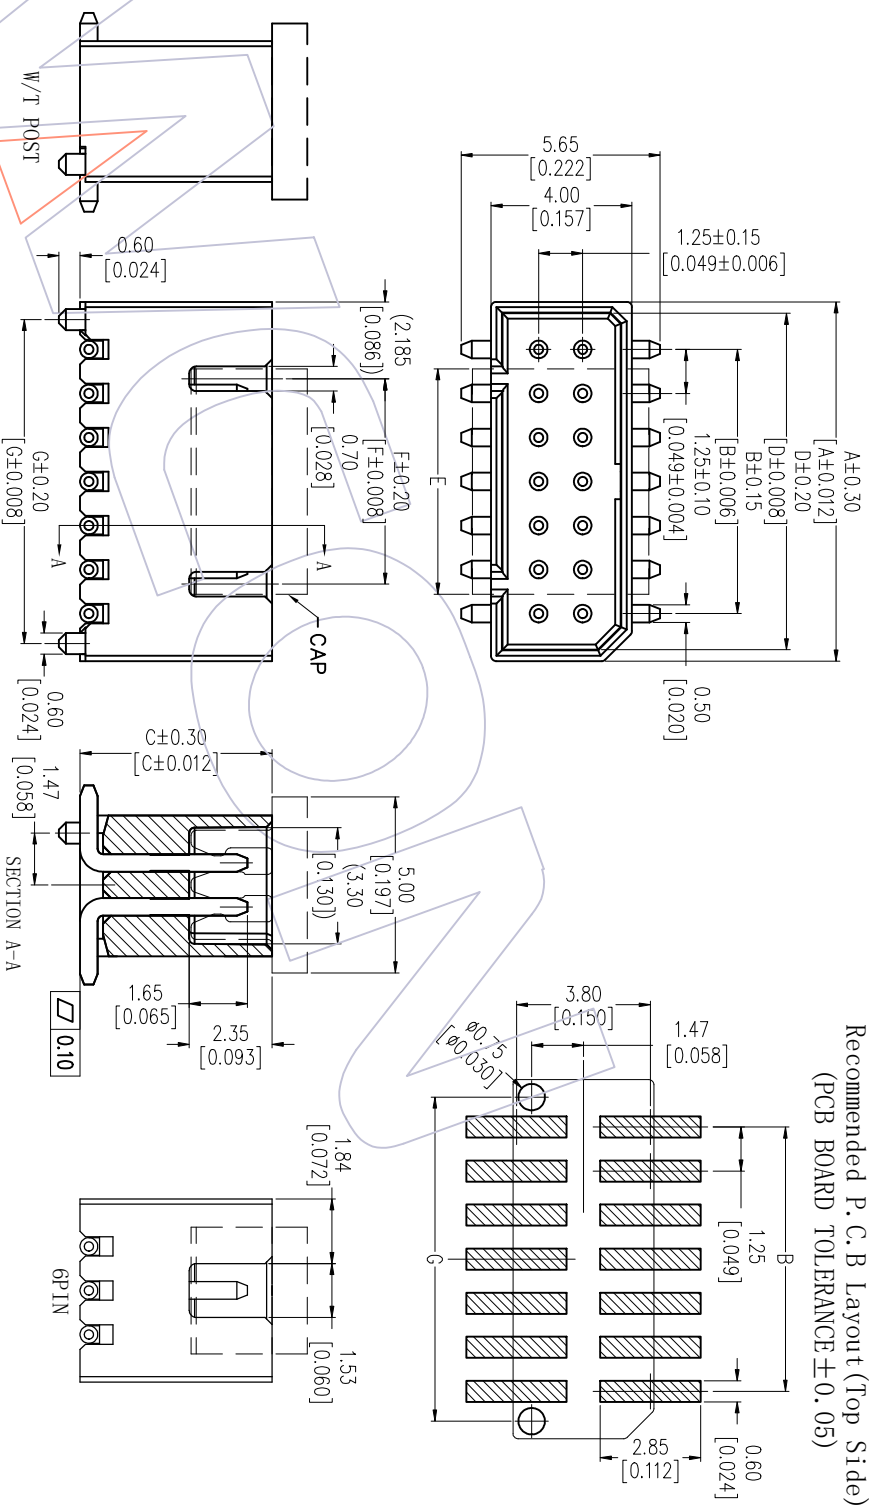 W/T POST
5.65
[0.222]
4.00
[0.157]
1.25±0.15
[0.049±0.006]
A±0.30
[A±0.012]
D±0.20
[D±0.008]
B±0.15
[B±0.006]
1.25±0.10
[0.049±0.004]
E
0.50
[0.020]
0.60
[0.024]
(2.185
[0.086])
F±0.20
[F±0.008]
0.70
[0.028]
A
A
CAP
G±0.20
[G±0.008]
0.60
[0.024]
C±0.30
[C±0.012]
1.47
[0.058]
5.00
[0.197]
(3.30
[0.130])
1.65
[0.065]
2.35
[0.093]
0.10
SECTION A-A
Recommended P.C.B Layout(Top Side)
(PCB BOARD TOLERANCE±0.05)
3.80
[0.150]
1.47
[0.058]
ø0.75
[ø0.030]
B
1.25
[0.049]
G
0.60
[0.024]
2.85
[0.112]
1.84
[0.072]
1.53
[0.060]
6PIN